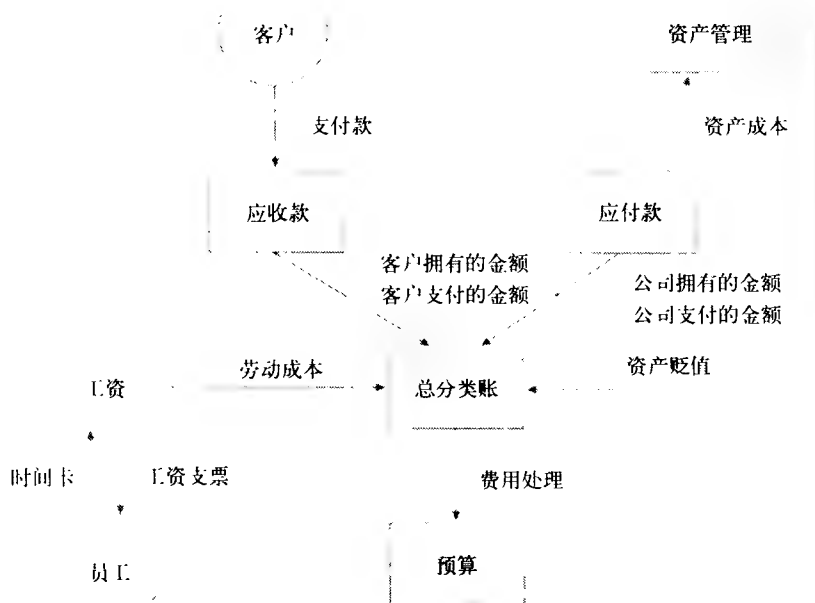 客户
资产管理
支付款
资产成本
应收款
应付款
客户拥有的金额
客户支付的金额
公司拥有的金额
公司支付的金额
劳动成本
资产贬值
工资
总分类账
时间卡
工资支票
费用处理
员工
预算